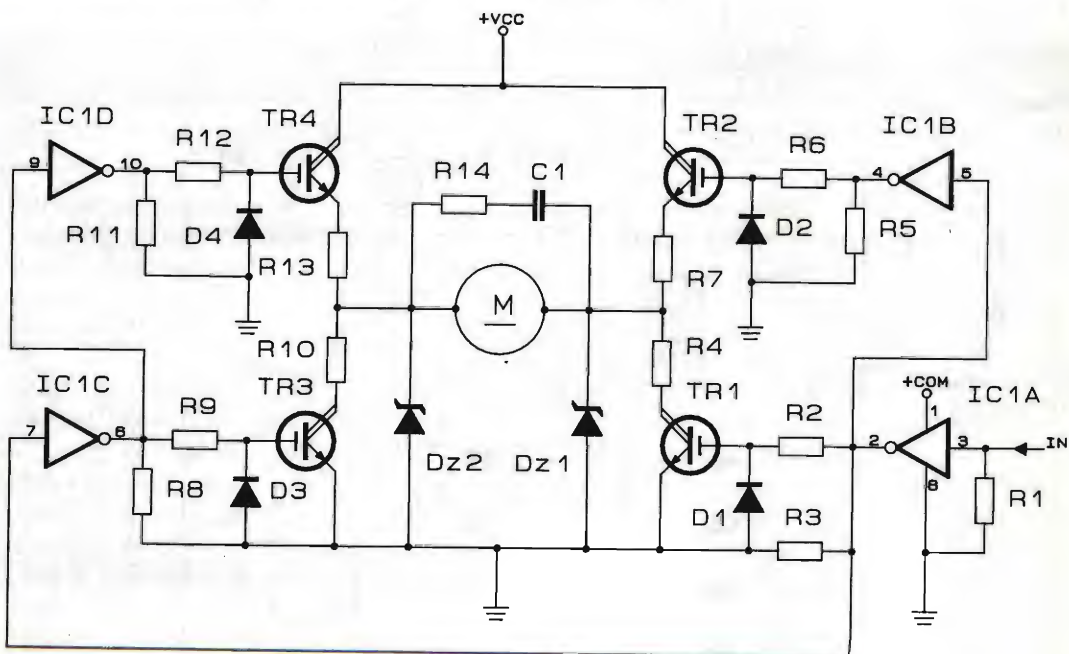 +VCC
IC1D
R12
TR4
TR2
IC1B
R6
9
10
R14
C1
4
5
R11
D4
R13
D2
R5
R7
M
R10
R4
IC1C
TR3
TR1
+COM
IC1A
R9
R2
1
7
6
2
3
IN
R8
D3
Dz2
Dz1
8
D1
R3
R1